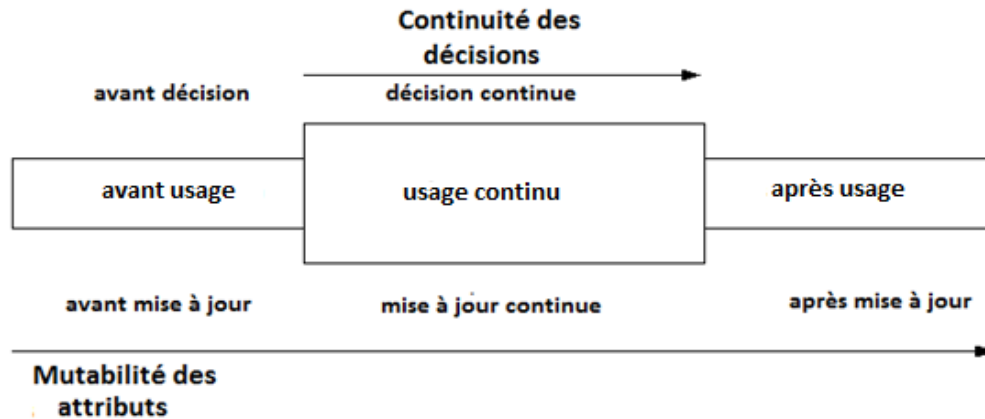 Continuité des
décisions
avant décision
décision continue
avant usage
usage continu
après usage
avant mise à jour
mise à jour continue
après mise à jour
Mutabilité des
attributs